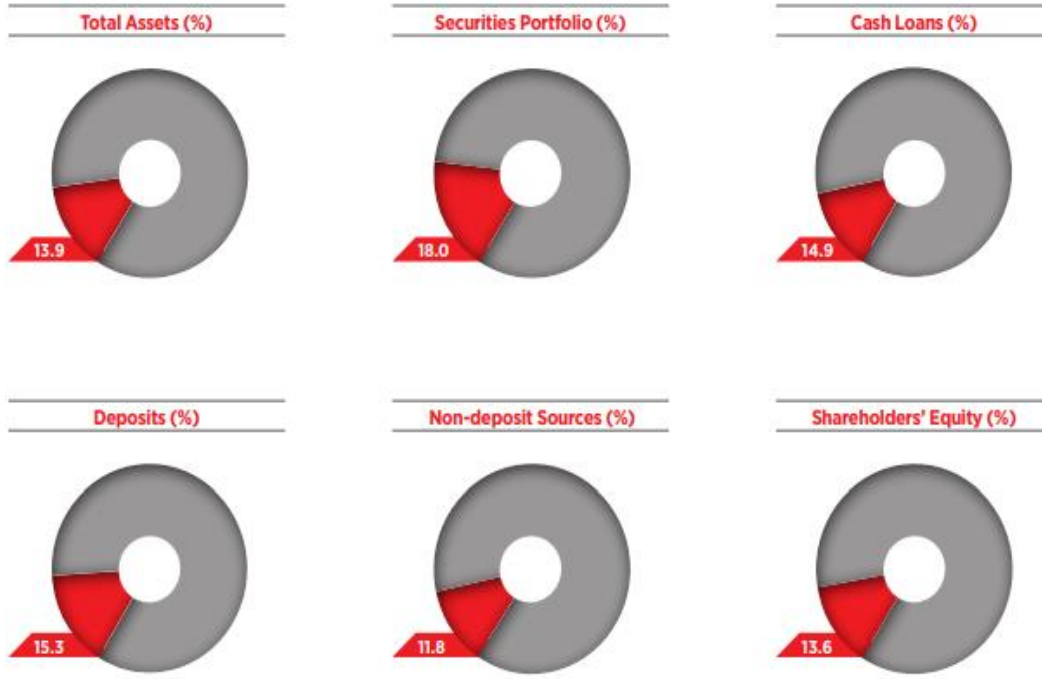 Total Assets (%)
Securities Portfolio (%)
Cash Loans (%)
13.9
18.0
14.9
Deposits (%)
Non-deposit Sources (%)
Shareholders' Equity (%)
15.3
11.8
13.6